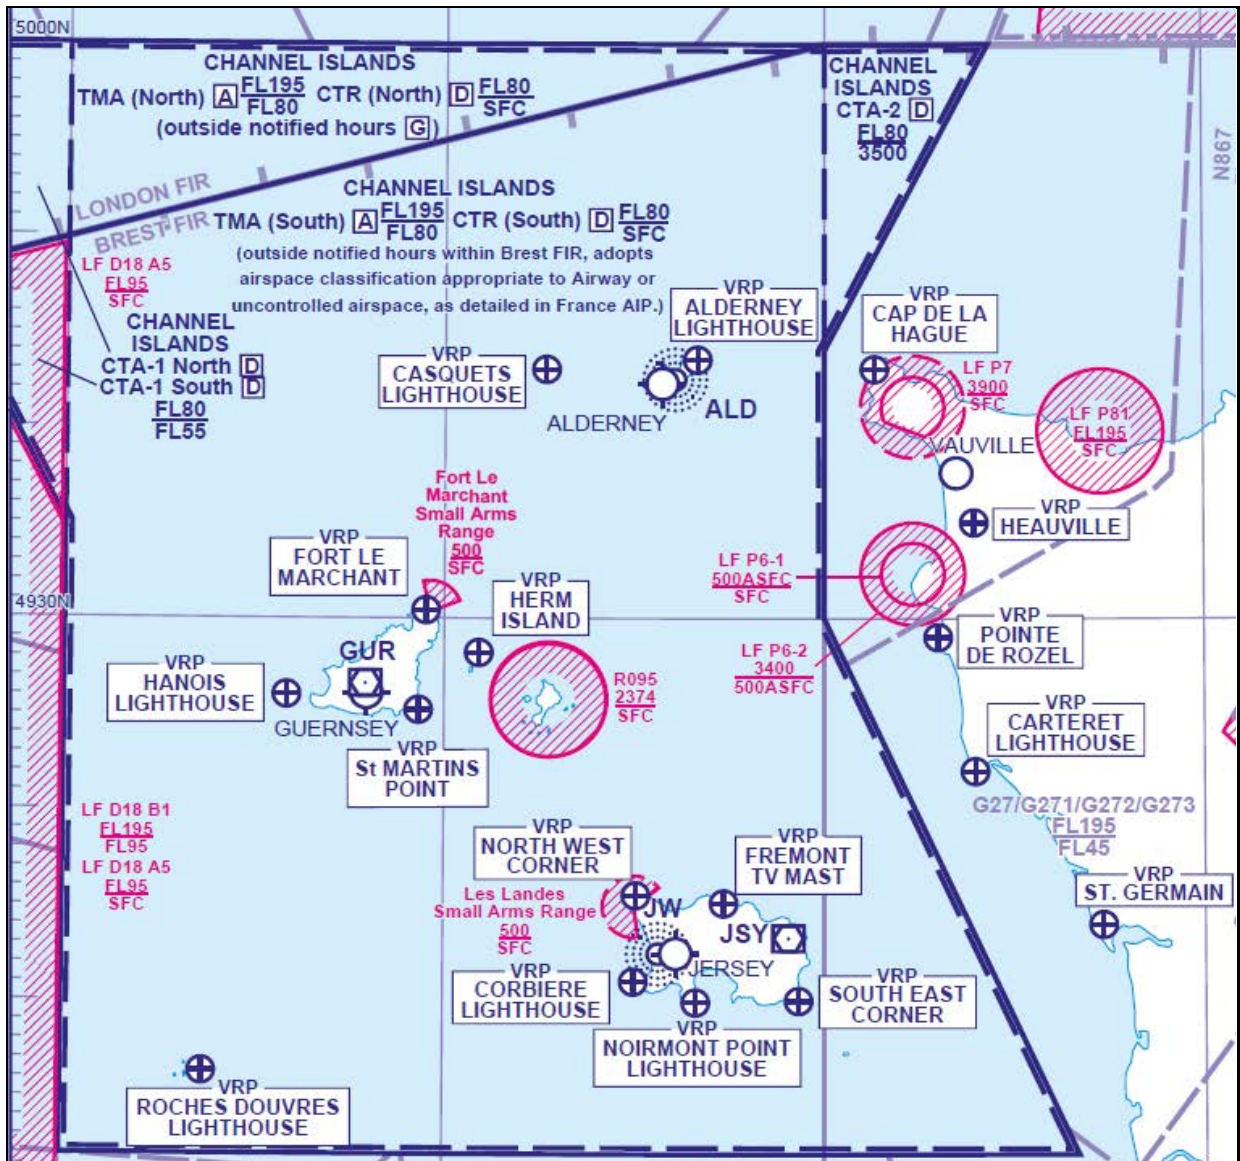 5000N
CHANNEL ISLANDS
TMA (North) A FL195 FL80 CTR (North) D FL80 SFC
(outside notified hours G)
CHANNEL
ISLANDS
CTA-2 D
FL80
3500
N867
LONDON FIR
BREST FIR
CHANNEL ISLANDS
TMA (South) A FL195 FL80 CTR (South) D FL80 SFC
(outside notified hours within Brest FIR, adopts
airspace classification appropriate to Airway or
uncontrolled airspace, as detailed in France AIP.)
LF D18 A5
FL95
SFC
CHANNEL
ISLANDS
CTA-1 North D
CTA-1 South D
FL80
FL55
VRP
ALDERNEY
LIGHTHOUSE
VRP
CAP DE LA
HAGUE
VRP
CASQUETS
LIGHTHOUSE
ALDERNEY
ALD
LF P7
3900
SFC
LF P81
FL195
SFC
VAUVILLE
Fort Le
Marchant
Small Arms
Range
500
SFC
VRP
HEAUVILLE
VRP
FORT LE
MARCHANT
LF P6-1
500ASFC
SFC
4930N
VRP
HERM
ISLAND
VRP
POINTE
DE ROZEL
LF P6-2
3400
500ASFC
GUR
VRP
HANOIS
LIGHTHOUSE
R095
2374
SFC
GUERNSEY
VRP
CARTERET
LIGHTHOUSE
VRP
St MARTINS
POINT
G27/G271/G272/G273
FL195
FL45
LF D18 B1
FL195
FL95
LF D18 A5
FL95
SFC
VRP
NORTH WEST
CORNER
VRP
FREMONT
TV MAST
VRP
ST. GERMAIN
Les Landes
Small Arms Range
500
SFC
JW
JSY
JERSEY
VRP
CORBIERE
LIGHTHOUSE
VRP
SOUTH EAST
CORNER
VRP
NOIRMONT POINT
LIGHTHOUSE
VRP
ROCHES DOUVRES
LIGHTHOUSE